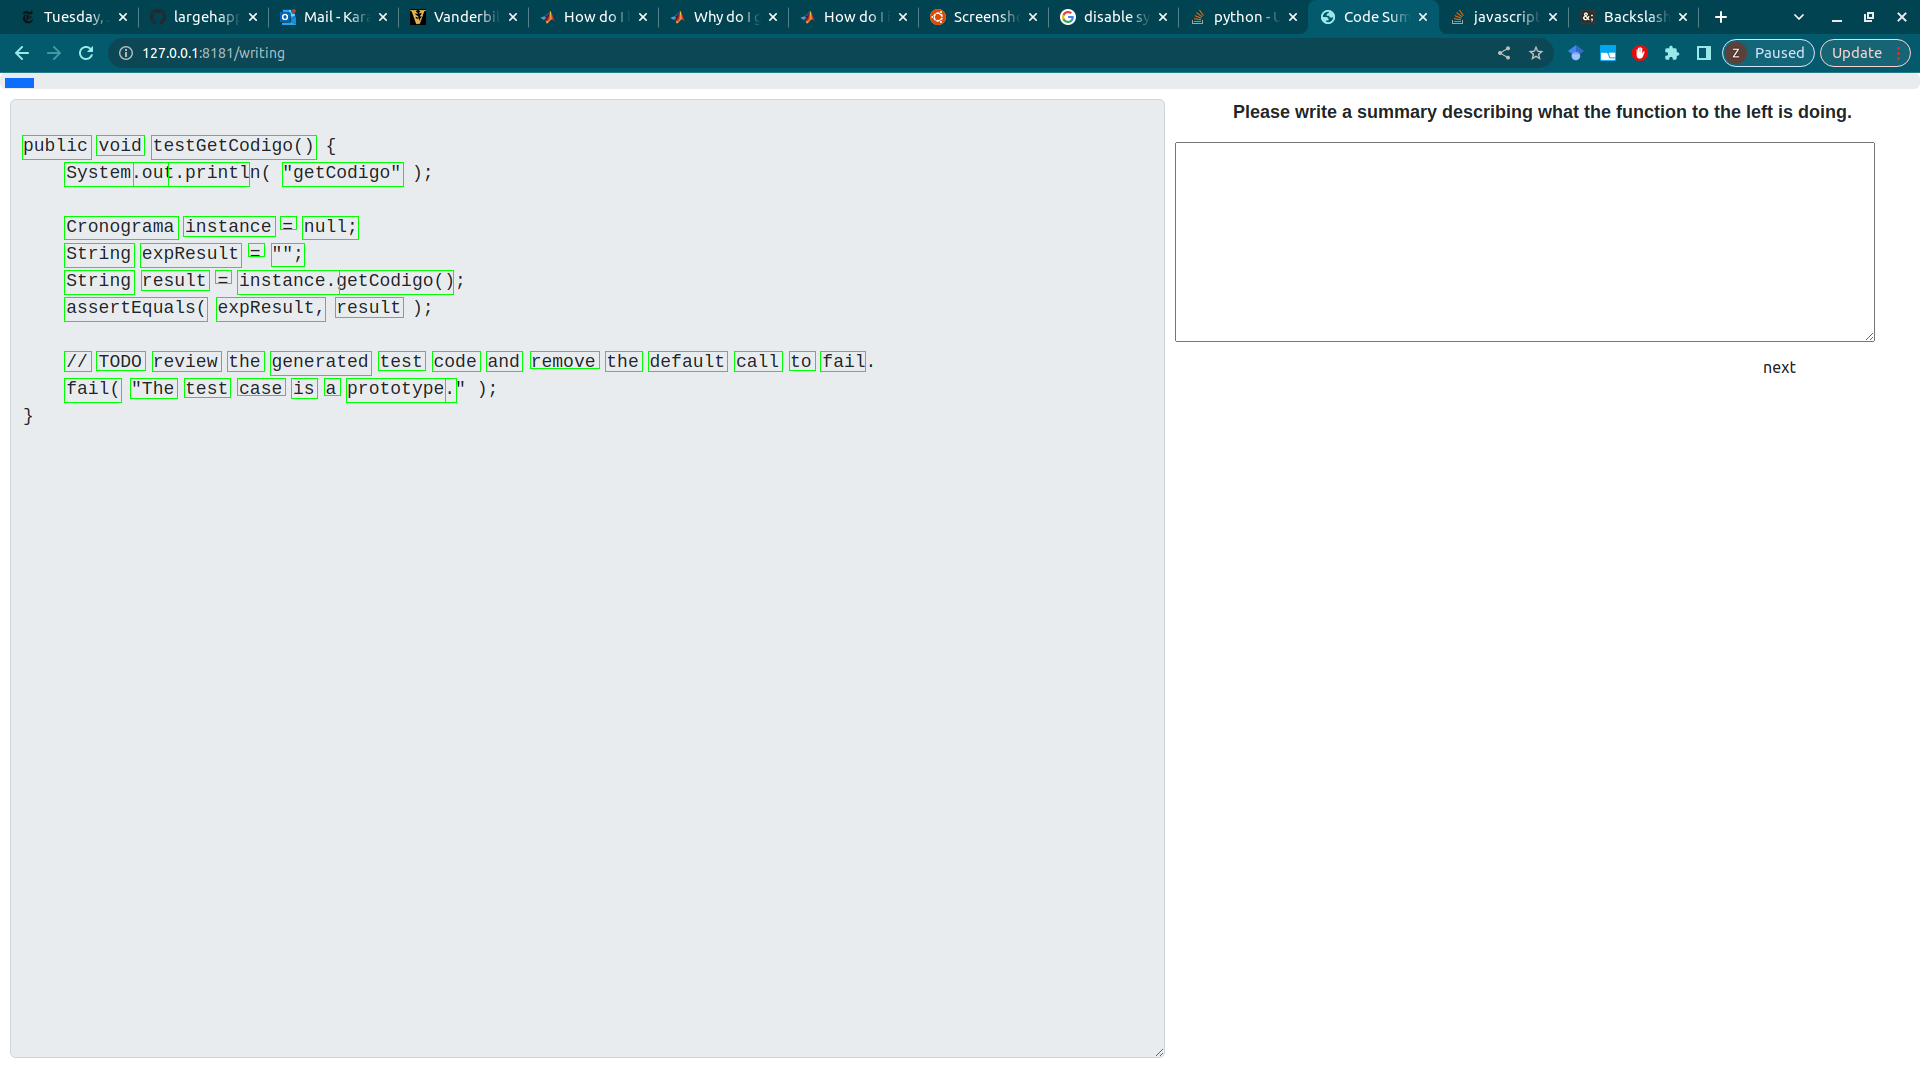 Tuesday,
largehap
Mail - Kara
Vanderbil
How do I
Why do I g
How do I i
Screensho
disable sy
python - U
Code Sum
javascript
Backslash
127.0.0.1:8181/writing
Z Paused
Update
Please write a summary describing what the function to the left is doing.
public void testGetCodigo() {
System.out.println( "getCodigo" );
Cronograma instance = null;
String expResult = "";
String result = instance.getCodigo();
assertEquals( expResult, result );
// TODO review the generated test code and remove the default call to fail.
fail( "The test case is a prototype." );
}
next